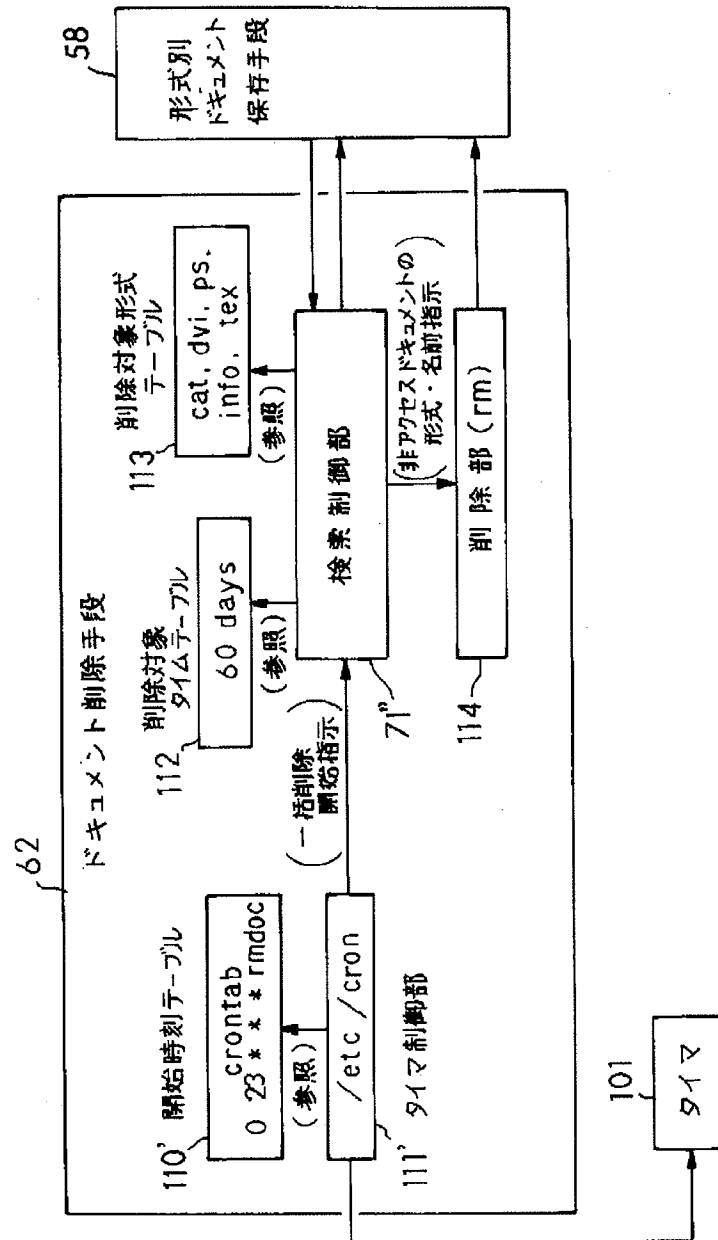 62
ドキュメント削除手段
110'
開始時刻テーブル
crontab
0 23 * * * rmdoc
(参照)
/etc /cron
111'
タイマ制御部
101
タイマ
(一括削除
開始指示)
112
削除対象
タイムテーブル
60 days
(参照)
113
削除対象形式
テーブル
cat, dvi, ps.
info, tex
(参照)
検索制御部
71"
(非アクセスドキュメントの
形式・名前指示)
削除部(rm)
114
58
形式別
ドキュメント
保存手段